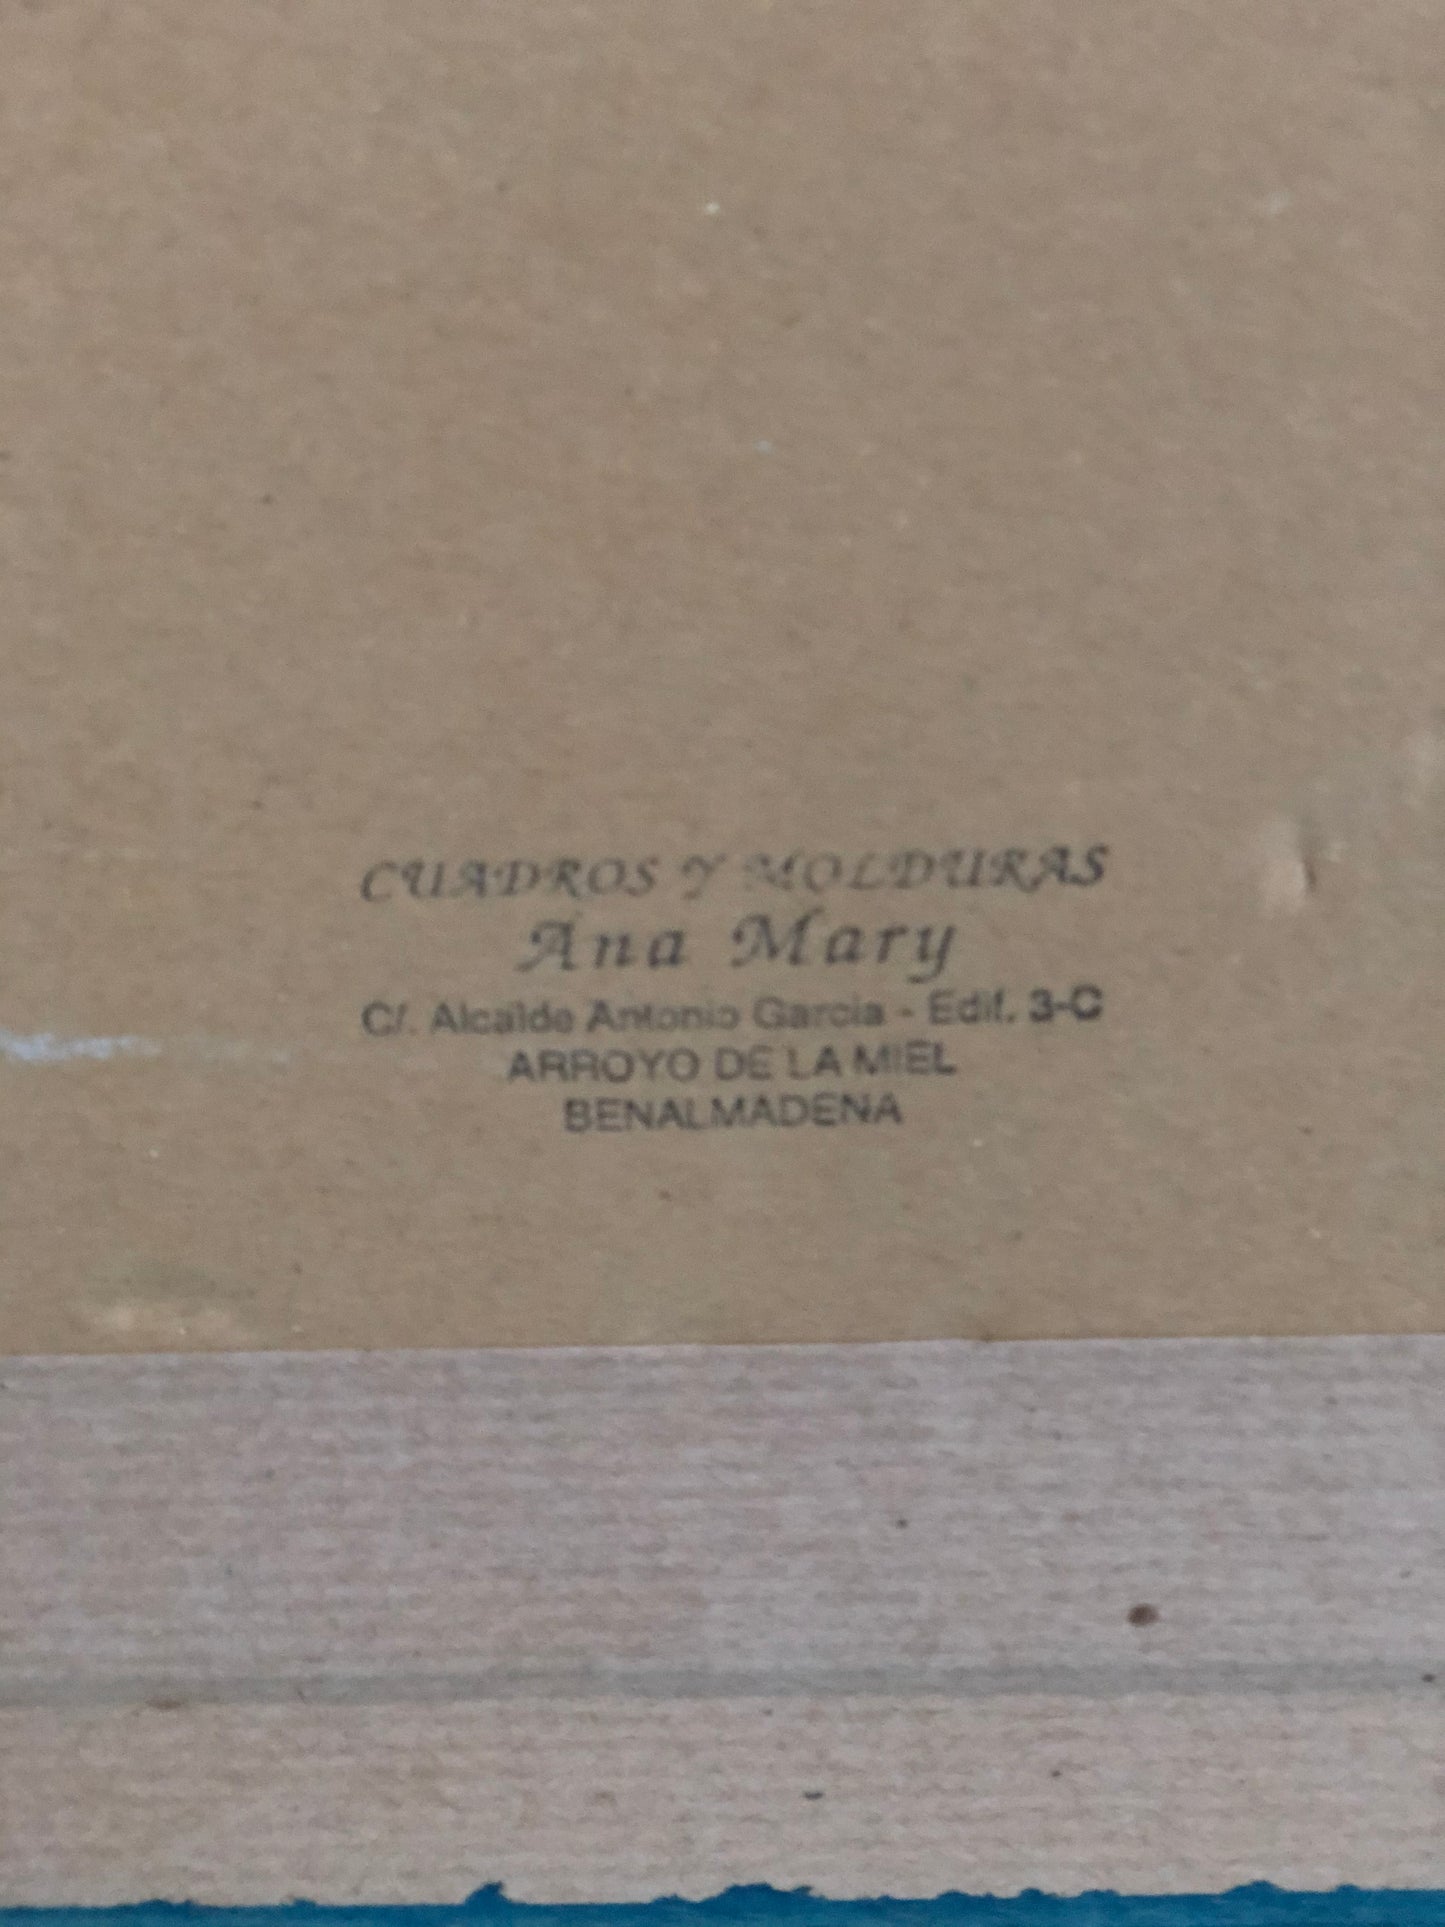 CUADROS Y MOLDURAS
Ana Mary
C/. Alcalde Antonio Garcia - Edif. 3-C
ARROYO DE LA MIEL
BENALMADENA